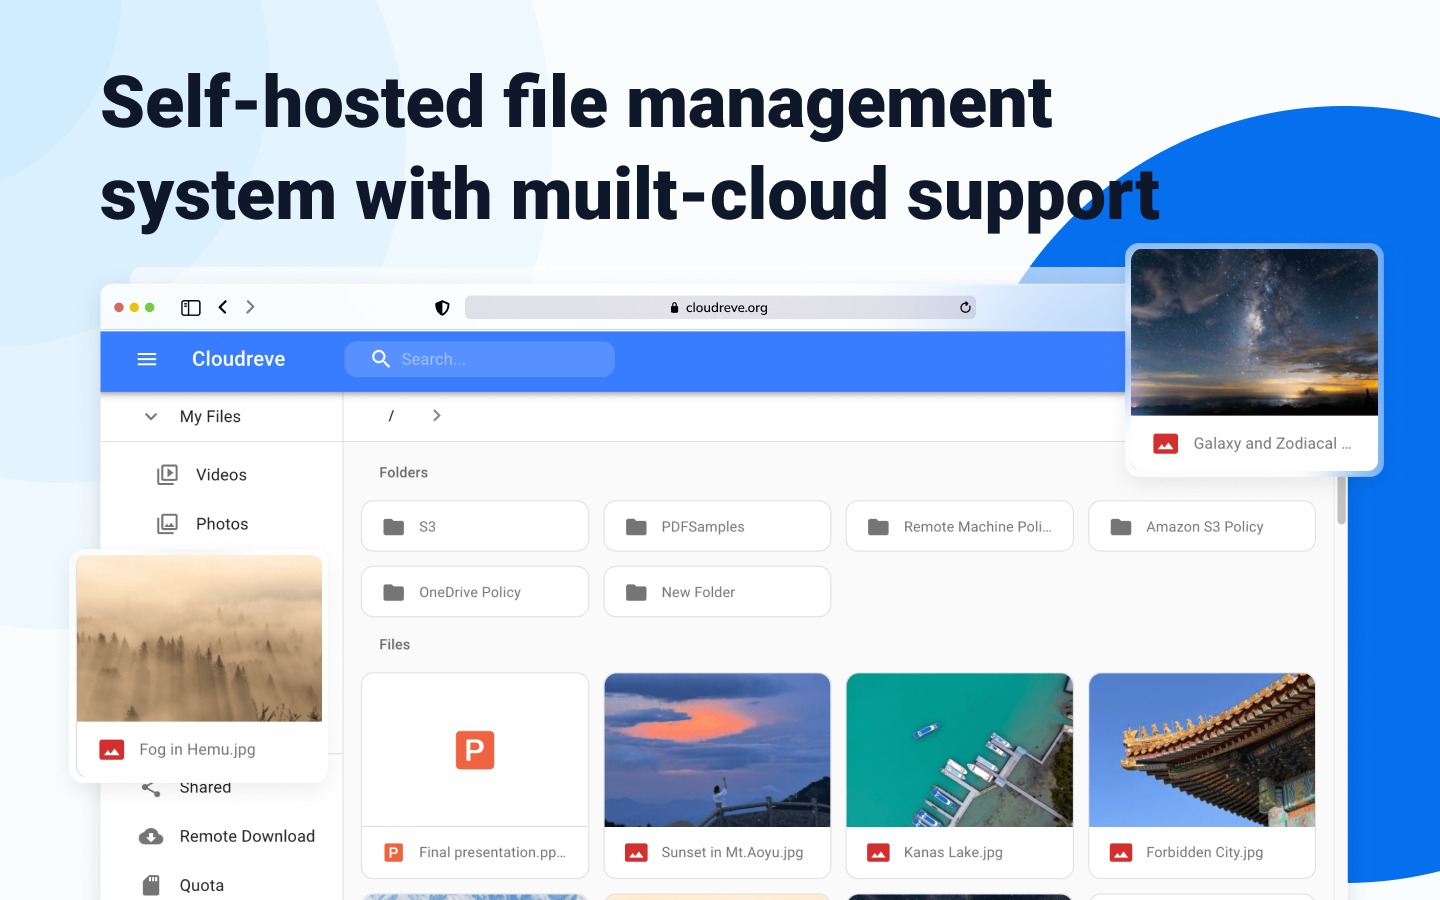 Self-hosted file management
system with muilt-cloud support
cloudreve.org
Cloudreve
Search...
My Files
/
Videos
Photos
Fog in Hemu.jpg
Shared
Remote Download
Quota
Galaxy and Zodiacal ...
Folders
S3
PDFSamples
Remote Machine Poli...
Amazon S3 Policy
OneDrive Policy
New Folder
Files
P
P
Final presentation.pp...
Sunset in Mt.Aoyu.jpg
Kanas Lake.jpg
Forbidden City.jpg